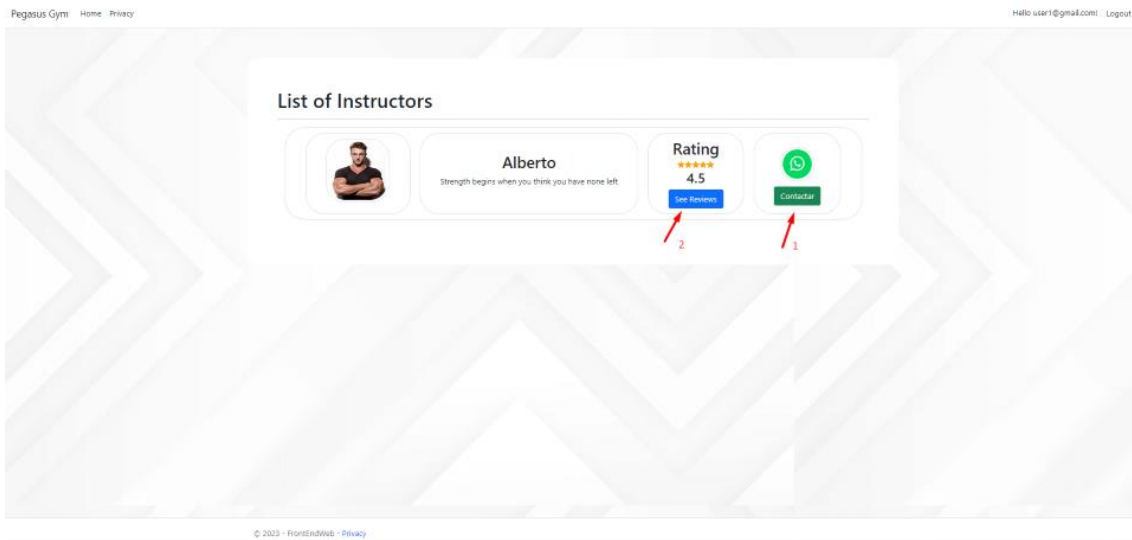 Pegasus Gym Home Privacy Hello user1@gmail.com! Logout
List of Instructors
Alberto
Strength begins when you think you have none left
Rating
4.5
See Reviews
Contactar
2
1
© 2023 - FrontEndWeb - Privacy